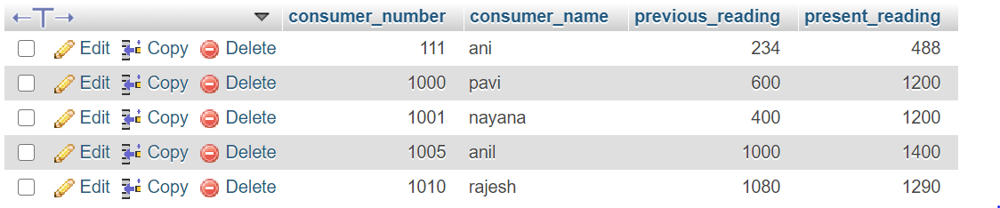 consumer_number consumer_name previous_reading present_reading
Edit Copy Delete 111 ani 234 488
Edit Copy Delete 1000 pavi 600 1200
Edit Copy Delete 1001 nayana 400 1200
Edit Copy Delete 1005 anil 1000 1400
Edit Copy Delete 1010 rajesh 1080 1290